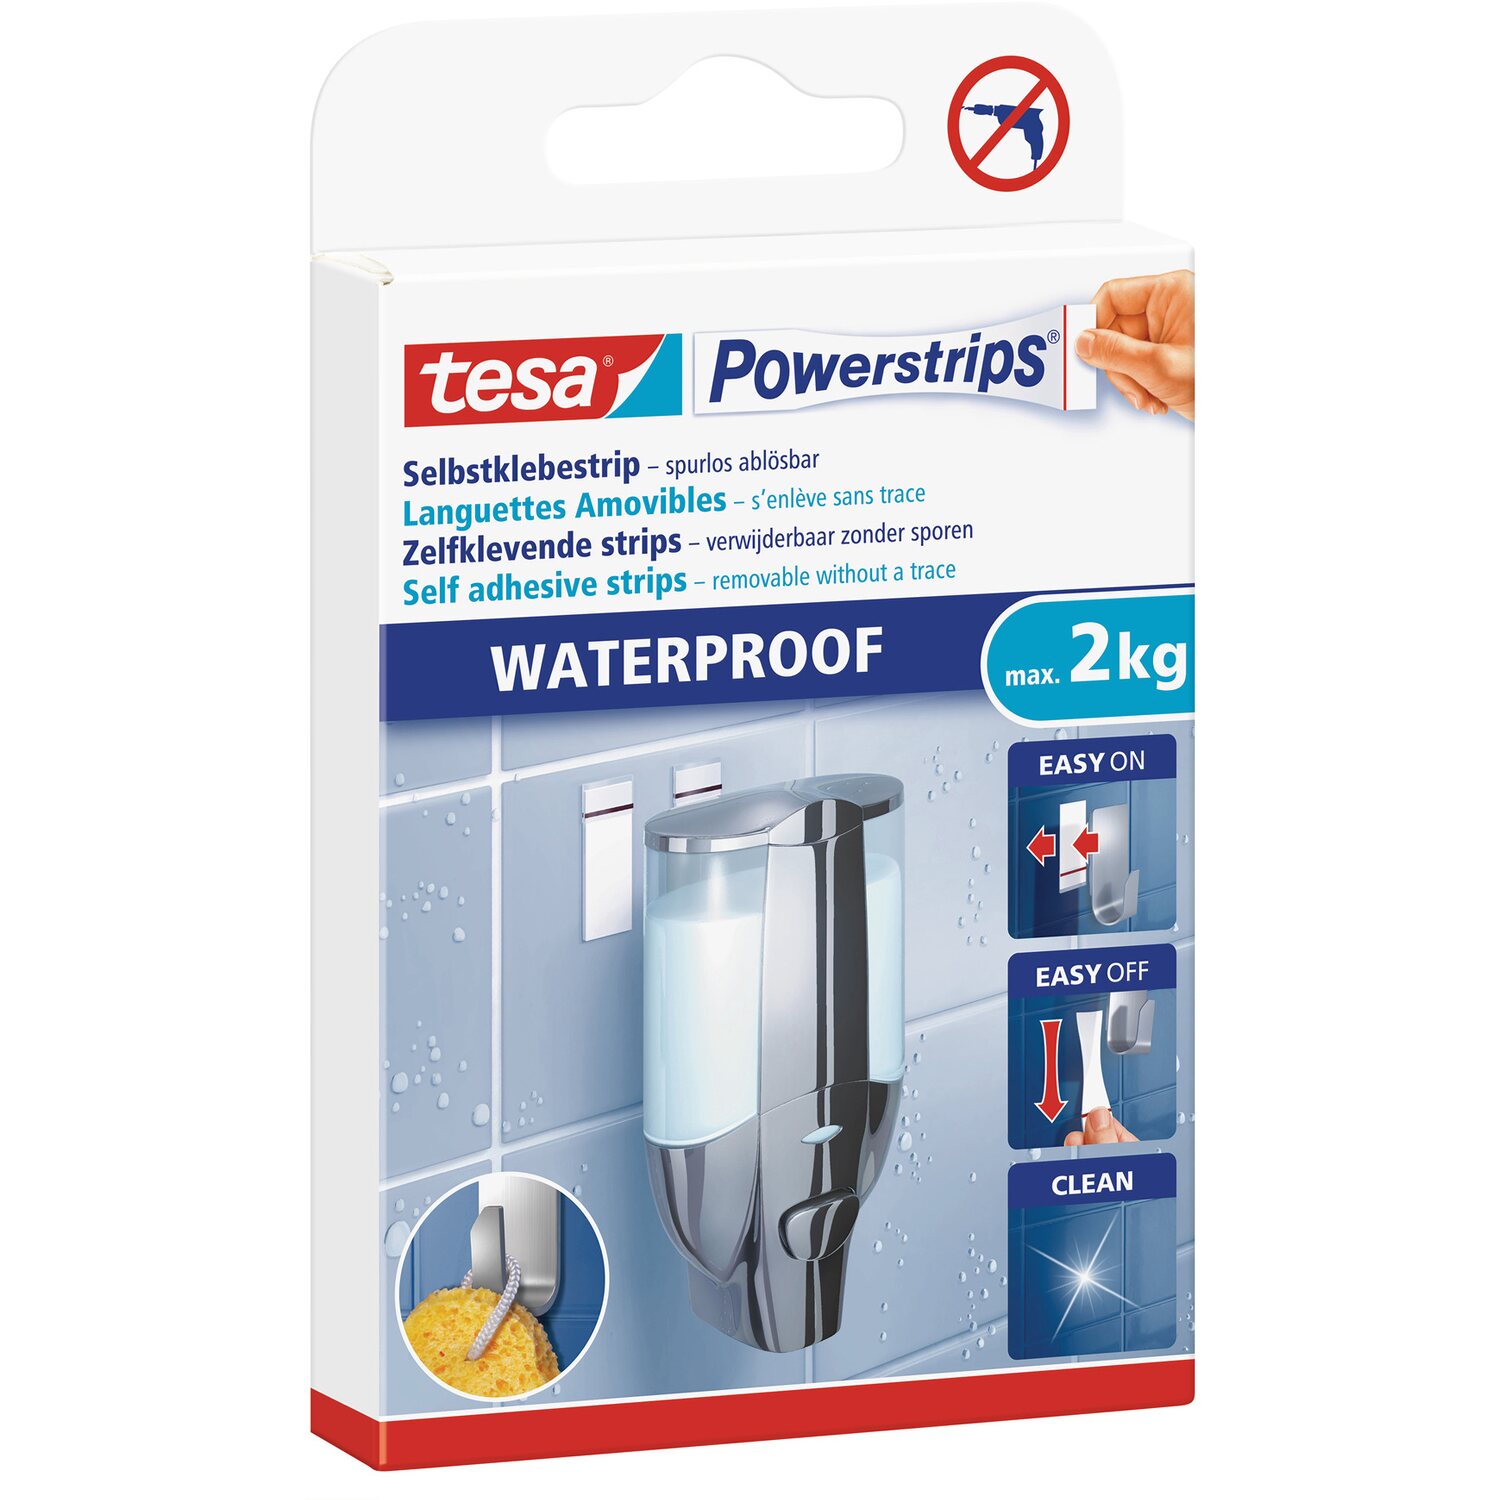 tesa®
Powerstrips®
Selbstklebestrip – spurlos ablösbar
Languettes Amovibles – s'enlève sans trace
Zelfklevende strips – verwijderbaar zonder sporen
Self adhesive strips – removable without a trace
WATERPROOF
max. 2kg
EASY ON
EASY OFF
CLEAN